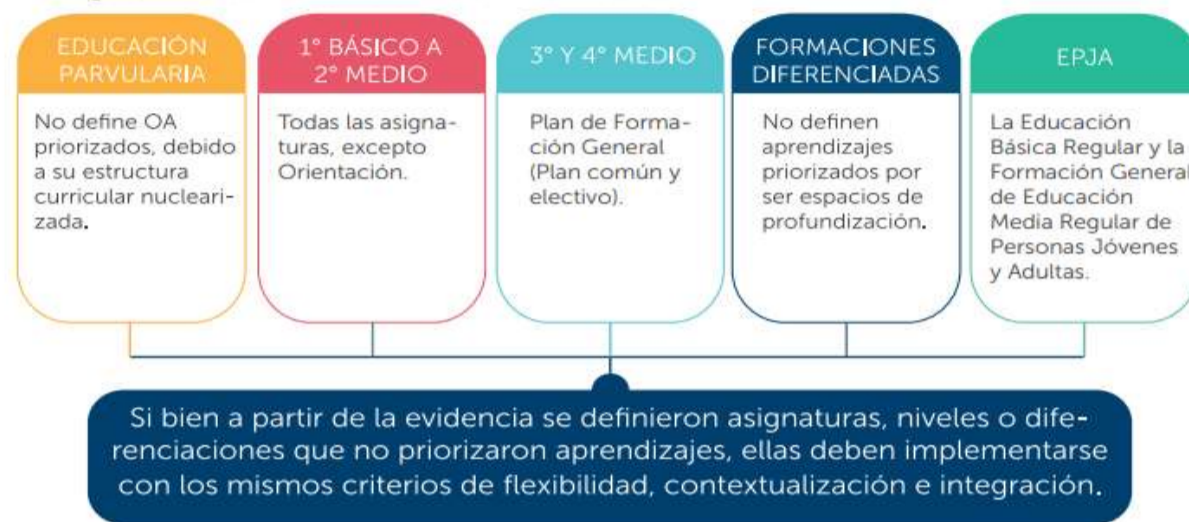 EDUCACIÓN
PARVULARIA
No define OA
priorizados, debido
a su estructura
curricular nucleari-
zada.
1° BÁSICO A
2° MEDIO
Todas las asigna-
turas, excepto
Orientación.
3° Y 4° MEDIO
Plan de Forma-
ción General
(Plan común y
electivo).
FORMACIONES
DIFERENCIADAS
No definen
aprendizajes
priorizados por
ser espacios de
profundización.
EPJA
La Educación
Básica Regular y la
Formación General
de Educación
Media Regular de
Personas Jóvenes
y Adultas.
Si bien a partir de la evidencia se definieron asignaturas, niveles o dife-
renciaciones que no priorizaron aprendizajes, ellas deben implementarse
con los mismos criterios de flexibilidad, contextualización e integración.